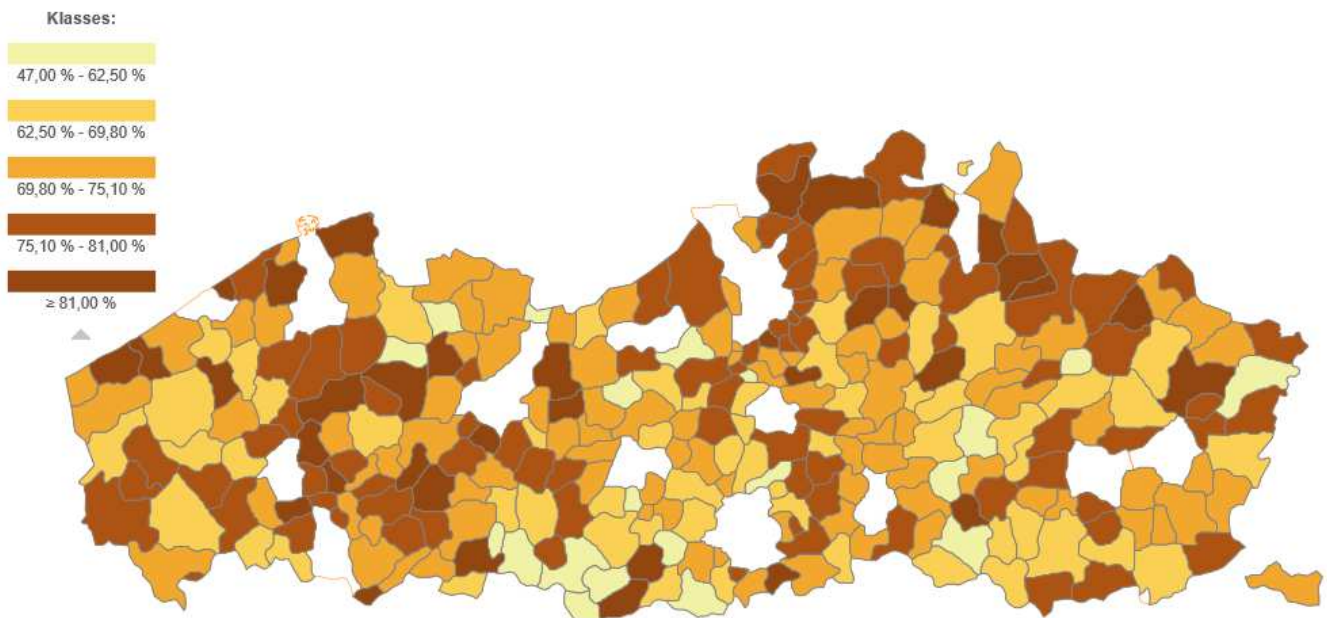 Klasses:
47,00 % - 62,50 %
62,50 % - 69,80 %
69,80 % - 75,10 %
75,10 % - 81,00 %
≥ 81,00 %